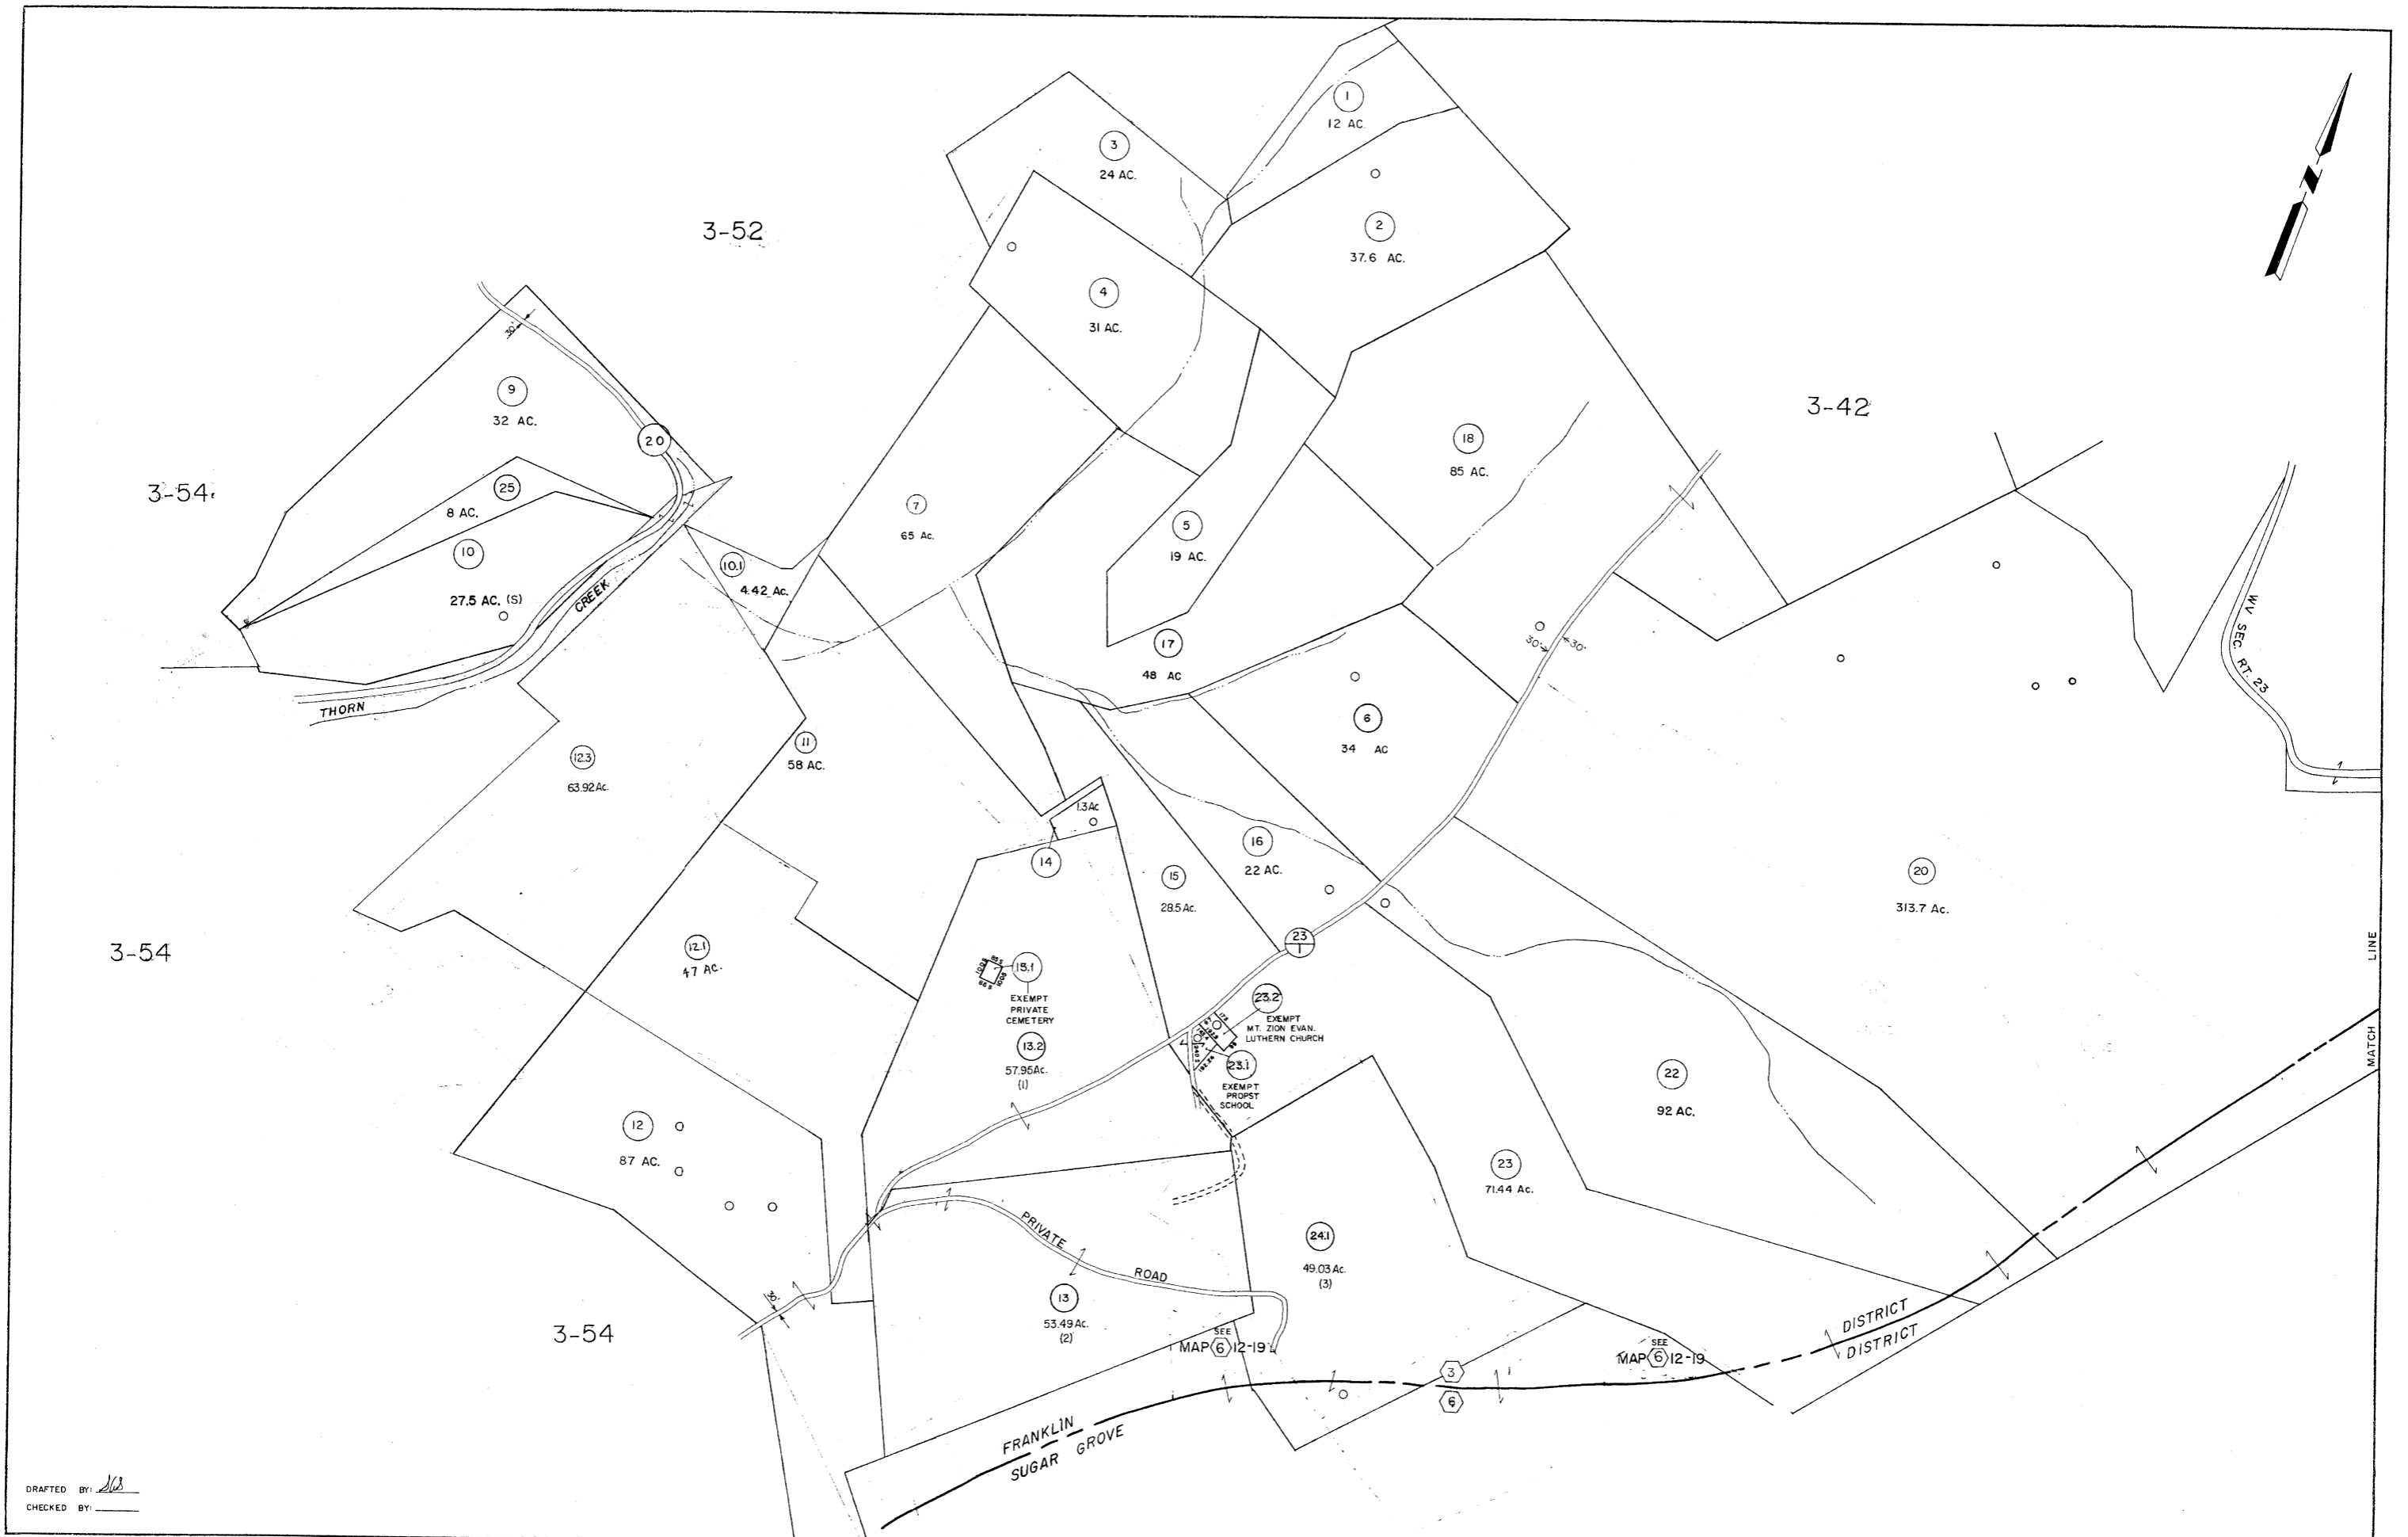 1
12 AC.
3
24 AC.
2
37.6 AC.
3-52
4
31 AC.
N
30'
9
32 AC.
20
3-42
18
85 AC.
3-54
25
8 AC.
7
65 Ac.
5
19 AC.
10
27.5 AC. (S)
CREEK
10.1
4.42 Ac.
17
48 AC
30'
30'
WV SEC. RT. 23
THORN
6
34 AC
11
58 AC.
12.3
63.92 Ac.
1.3 Ac
14
16
22 AC.
15
28.5 Ac.
20
313.7 Ac.
3-54
12.1
47 AC.
23
1
MATCH LINE
EXEMPT
PRIVATE
CEMETERY
23.2
EXEMPT
MT. ZION EVAN.
LUTHERN CHURCH
13.2
57.95 Ac.
(1)
23.1
EXEMPT
PROPST
SCHOOL
22
92 AC.
12
87 AC.
23
71.44 Ac.
PRIVATE ROAD
24.1
49.03 Ac.
(3)
13
53.49 Ac.
(2)
30'
3-54
SEE
MAP 6 12-19
SEE
MAP 6 12-19
DISTRICT
DISTRICT
3
6
FRANKLIN
SUGAR GROVE
DRAFTED BY:
CHECKED BY: